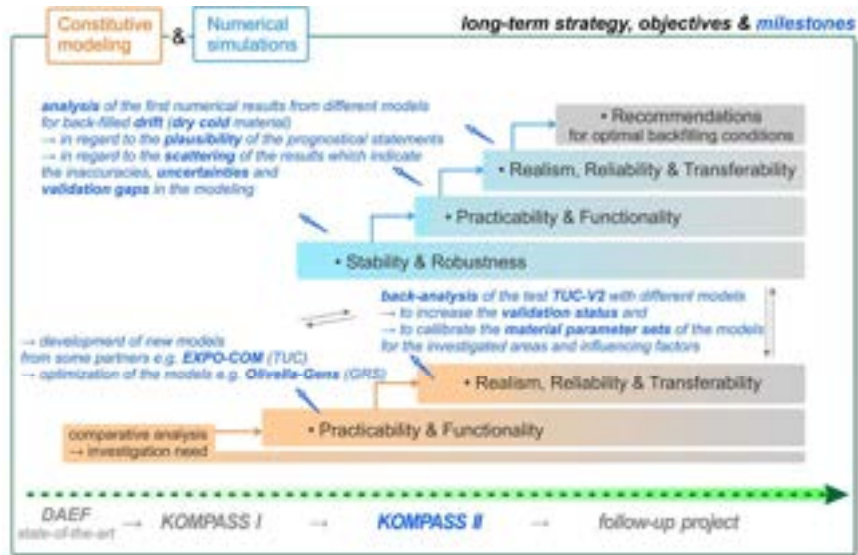 Constitutive modeling
&
Numerical simulations
long-term strategy, objectives & milestones
analysis of the first numerical results from different models
for back-filled drift (dry cold material)
→ in regard to the plausibility of the prognostical statements
→ in regard to the scattering of the results which indicate
the inaccuracies, uncertainties and
validation gaps in the modeling
• Recommendations
for optimal backfilling conditions
• Realism, Reliability & Transferability
• Practicability & Functionality
• Stability & Robustness
back-analysis of the test TUC-V2 with different models
→ to increase the validation status and
→ to calibrate the material parameter sets of the models
for the investigated areas and influencing factors
→ development of new models
from some partners e.g. EXPO-COM (TUC)
→ optimization of the models e.g. Olivella-Gens (GRS)
• Realism, Reliability & Transferability
• Practicability & Functionality
comparative analysis
→ investigation need
DAEF → KOMPASS I → KOMPASS II → follow-up project
state-of-the-art